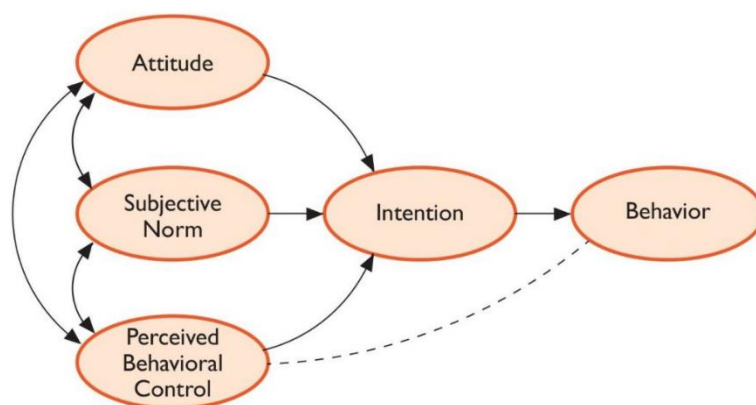 Attitude
Subjective
Norm
Intention
Behavior
Perceived
Behavioral
Control